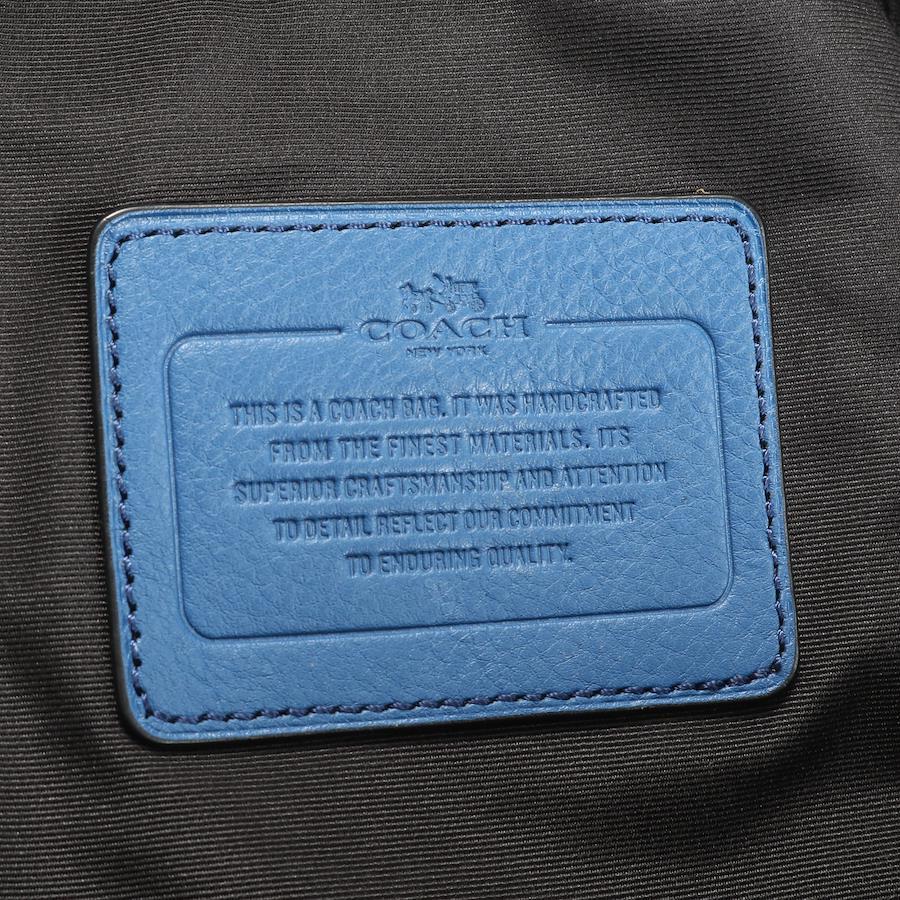 COACH
NEW YORK
THIS IS A COACH BAG. IT WAS HANDCRAFTED
FROM THE FINEST MATERIALS. ITS
SUPERIOR CRAFTSMANSHIP AND ATTENTION
TO DETAIL REFLECT OUR COMMITMENT
TO ENDURING QUALITY.